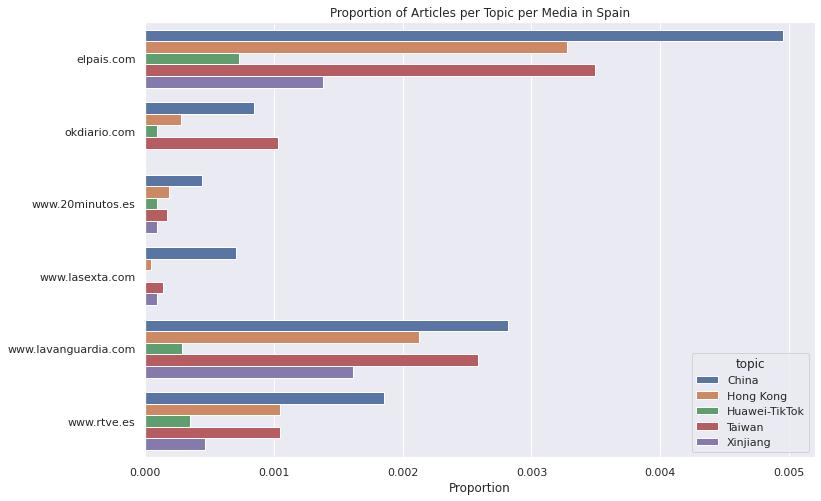 Proportion of Articles per Topic per Media in Spain
elpais.com
okdiario.com
www.20minutos.es
www.lasexta.com
www.lavanguardia.com
www.rtve.es
topic
China
Hong Kong
Huawei-TikTok
Taiwan
Xinjiang
0.000 0.001 0.002 0.003 0.004 0.005
Proportion